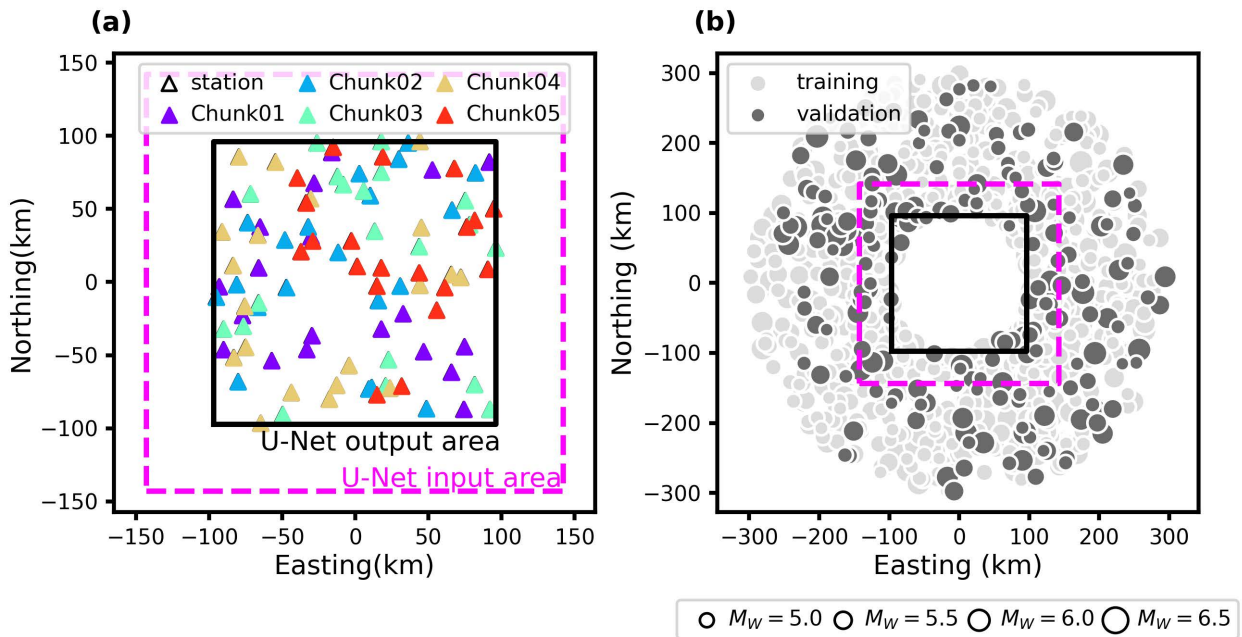 (a)
150
100
50
0
−50
−100
−150
Northing(km)
station
Chunk01
Chunk02
Chunk03
Chunk04
Chunk05
U-Net output area
U-Net input area
−150 −100 −50 0 50 100 150
Easting(km)
(b)
300
200
100
0
−100
−200
−300
Northing (km)
training
validation
−300 −200 −100 0 100 200 300
Easting (km)
M_W = 5.0 M_W = 5.5 M_W = 6.0 M_W = 6.5